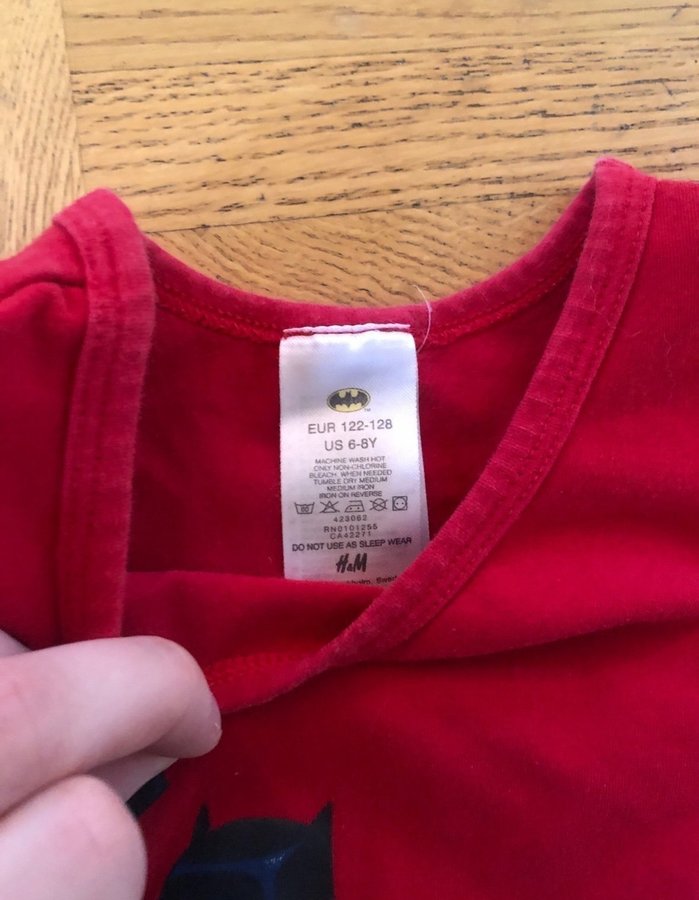 TM
EUR 122-128
US 6-8Y
MACHINE WASH HOT
ONLY NON-CHLORINE
BLEACH, WHEN NEEDED
TUMBLE DRY MEDIUM
MEDIUM IRON
IRON ON REVERSE
423062
RN0101255
CA42271
DO NOT USE AS SLEEP WEAR
H&M